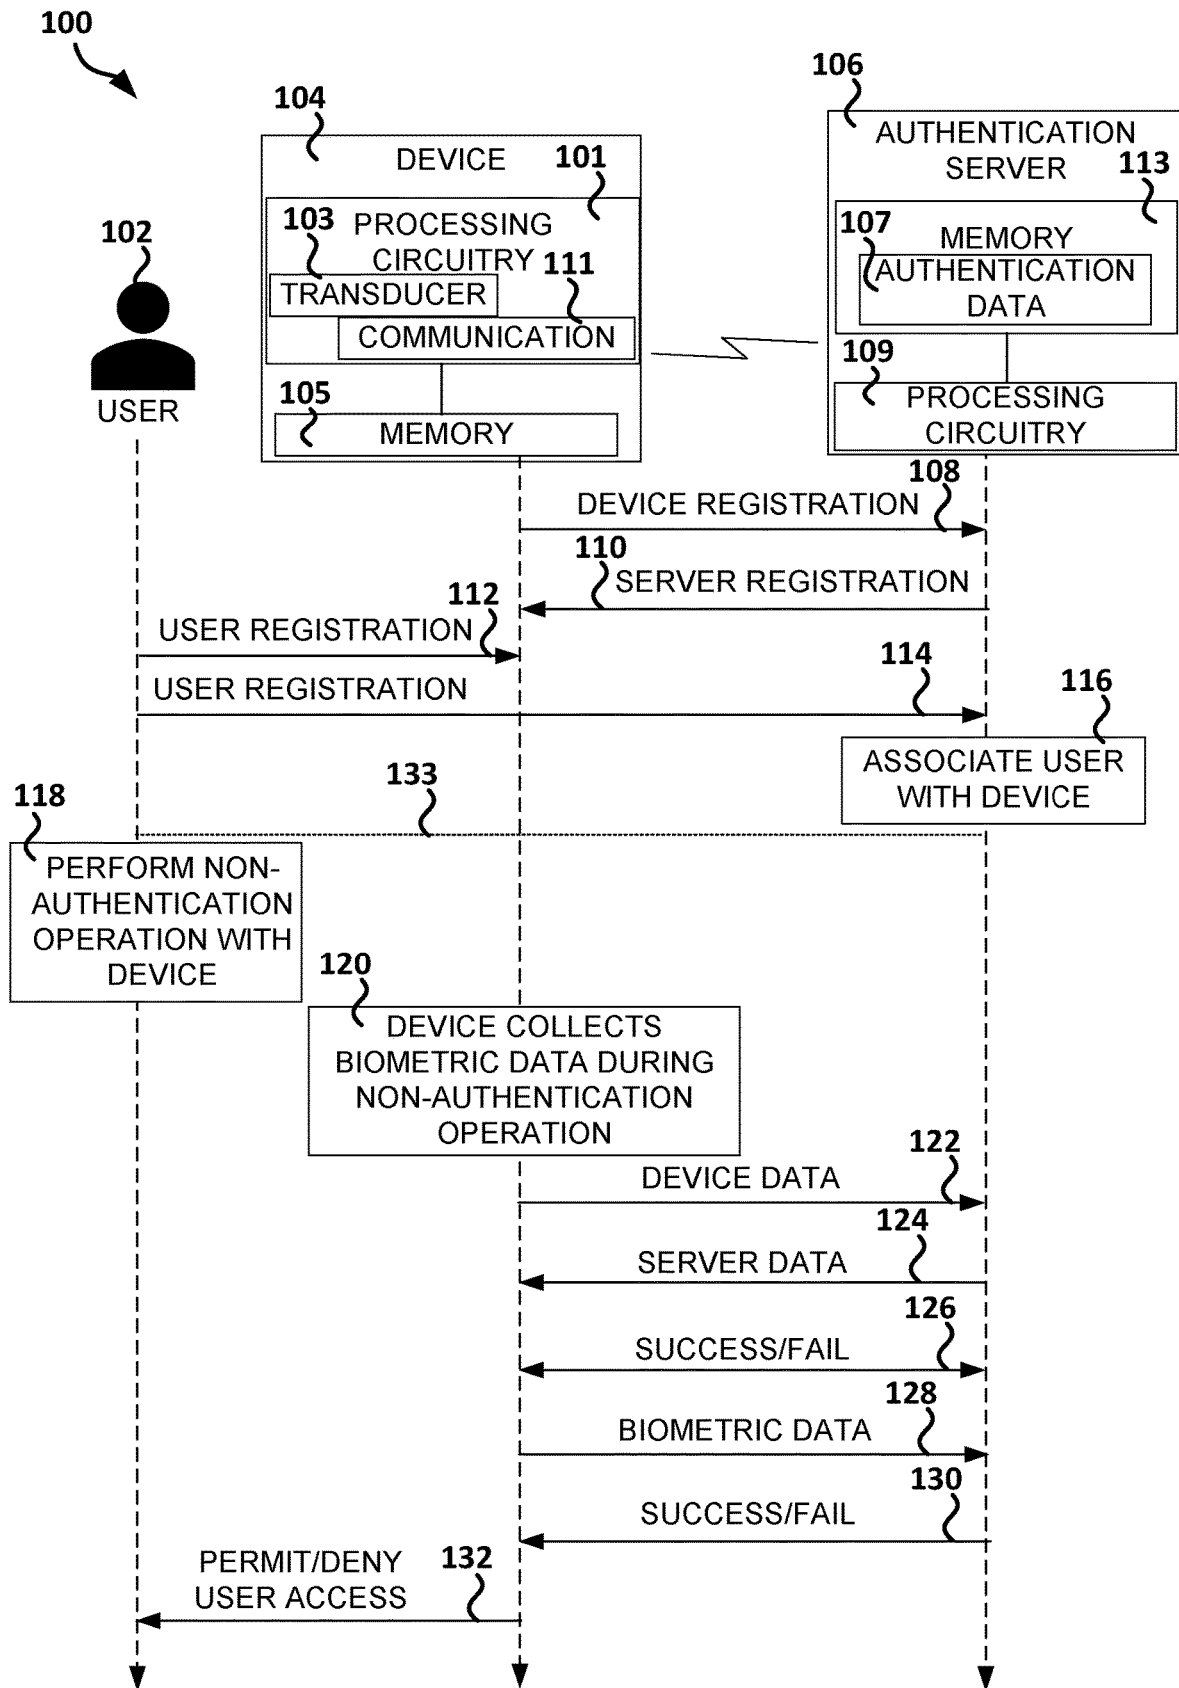 100
104
106
DEVICE
AUTHENTICATION
SERVER
101
113
103
PROCESSING
CIRCUITRY
107
MEMORY
102
111
AUTHENTICATION
DATA
TRANSDUCER
COMMUNICATION
109
105
PROCESSING
CIRCUITRY
USER
MEMORY
108
DEVICE REGISTRATION
110
SERVER REGISTRATION
112
USER REGISTRATION
114
USER REGISTRATION
116
ASSOCIATE USER
WITH DEVICE
133
118
PERFORM NON-
AUTHENTICATION
OPERATION WITH
DEVICE
120
DEVICE COLLECTS
BIOMETRIC DATA DURING
NON-AUTHENTICATION
OPERATION
122
DEVICE DATA
124
SERVER DATA
126
SUCCESS/FAIL
128
BIOMETRIC DATA
130
SUCCESS/FAIL
132
PERMIT/DENY
USER ACCESS